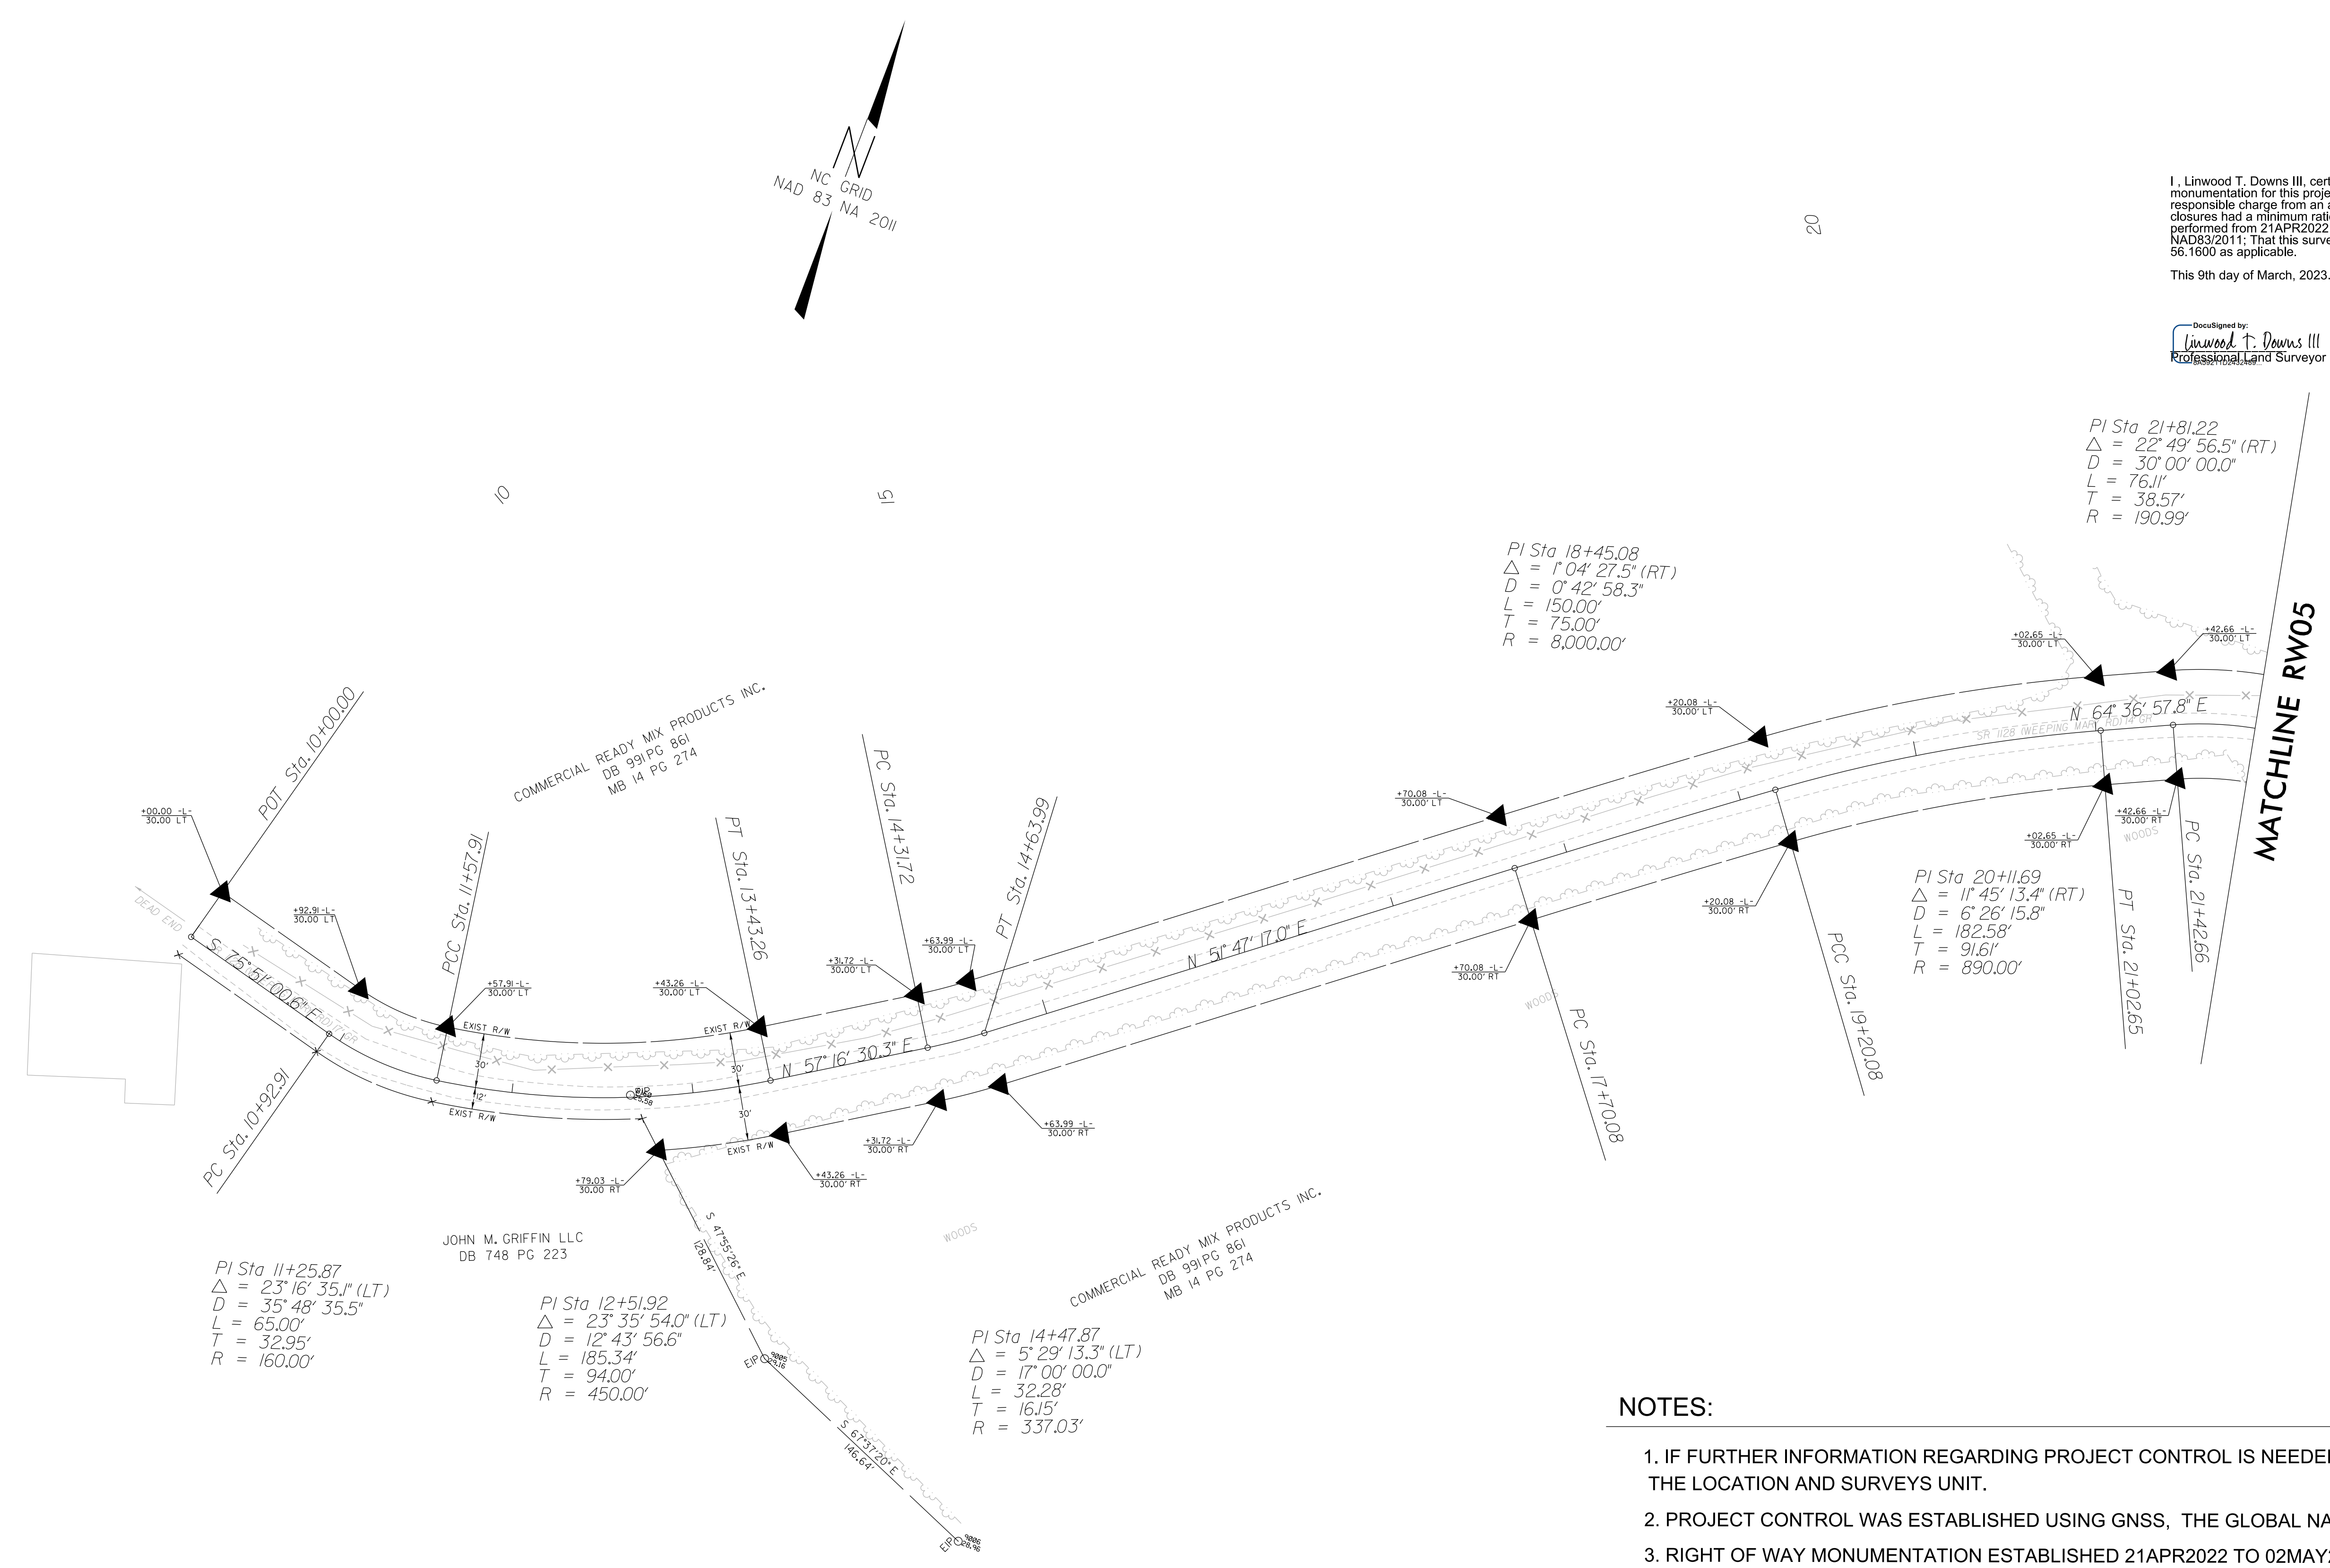 NC GRID
NAD 83 NA 2011
20
I , Linwood T. Downs III, cert
monumentation for this proje
responsible charge from an a
closures had a minimum rati
performed from 21APR2022
NAD83/2011; That this surve
56.1600 as applicable.
This 9th day of March, 2023.
DocuSigned by:
Linwood T. Downs III
Professional Land Surveyor
10
15
PI Sta 21+81.22
△ = 22° 49' 56.5" (RT)
D = 30° 00' 00.0"
L = 76.11'
T = 38.57'
R = 190.99'
PI Sta 18+45.08
△ = 1° 04' 27.5" (RT)
D = 0° 42' 58.3"
L = 150.00'
T = 75.00'
R = 8,000.00'
MATCHLINE RW05
+02.65 -L-
30.00' LT
+42.66 -L-
30.00' LT
+20.08 -L-
30.00' LT
N 64° 36' 57.8" E
SR 1128 (WEEPING MARY RD) 14' GR
POT Sta. 10+00.00
COMMERCIAL READY MIX PRODUCTS INC.
DB 991 PG 861
MB 14 PG 274
+00.00 -L-
30.00 LT
PCC Sta. 11+57.91
PT Sta. 13+43.26
PC Sta. 14+31.72
PT Sta. 14+63.99
+70.08 -L-
30.00' LT
+02.65 -L-
30.00' RT
+42.66 -L-
30.00' RT
WOODS
DEAD END
+92.91 -L-
30.00 LT
S 75° 51' 00.6" E
+57.91 -L-
30.00' LT
+43.26 -L-
30.00' LT
+31.72 -L-
30.00' LT
+63.99 -L-
30.00' LT
N 51° 47' 17.0" E
+70.08 -L-
30.00' RT
+20.08 -L-
30.00' RT
PI Sta 20+11.69
△ = 11° 45' 13.4" (RT)
D = 6° 26' 15.8"
L = 182.58'
T = 91.61'
R = 890.00'
PT Sta. 21+02.65
PC Sta. 21+42.66
PCC Sta. 19+20.08
PC Sta. 17+70.08
WOODS
EXIST R/W
EXIST R/W
30'
30'
12'
30'
EXIST R/W
EXIST R/W
N 57° 16' 30.3" E
PC Sta. 10+92.91
+79.03 -L-
30.00 RT
+43.26 -L-
30.00' RT
+31.72 -L-
30.00' RT
+63.99 -L-
30.00' RT
JOHN M. GRIFFIN LLC
DB 748 PG 223
S 47°55'26" E
128.84'
WOODS
COMMERCIAL READY MIX PRODUCTS INC.
DB 991 PG 861
MB 14 PG 274
PI Sta 11+25.87
△ = 23° 16' 35.1" (LT)
D = 35° 48' 35.5"
L = 65.00'
T = 32.95'
R = 160.00'
PI Sta 12+51.92
△ = 23° 35' 54.0" (LT)
D = 12° 43' 56.6"
L = 185.34'
T = 94.00'
R = 450.00'
PI Sta 14+47.87
△ = 5° 29' 13.3" (LT)
D = 17° 00' 00.0"
L = 32.28'
T = 16.15'
R = 337.03'
EIP
9005
29.16
S 67°37'20" E
146.64'
EIP
9006
28.96
NOTES:
1. IF FURTHER INFORMATION REGARDING PROJECT CONTROL IS NEEDE
THE LOCATION AND SURVEYS UNIT.
2. PROJECT CONTROL WAS ESTABLISHED USING GNSS, THE GLOBAL NA
3. RIGHT OF WAY MONUMENTATION ESTABLISHED 21APR2022 TO 02MAY2